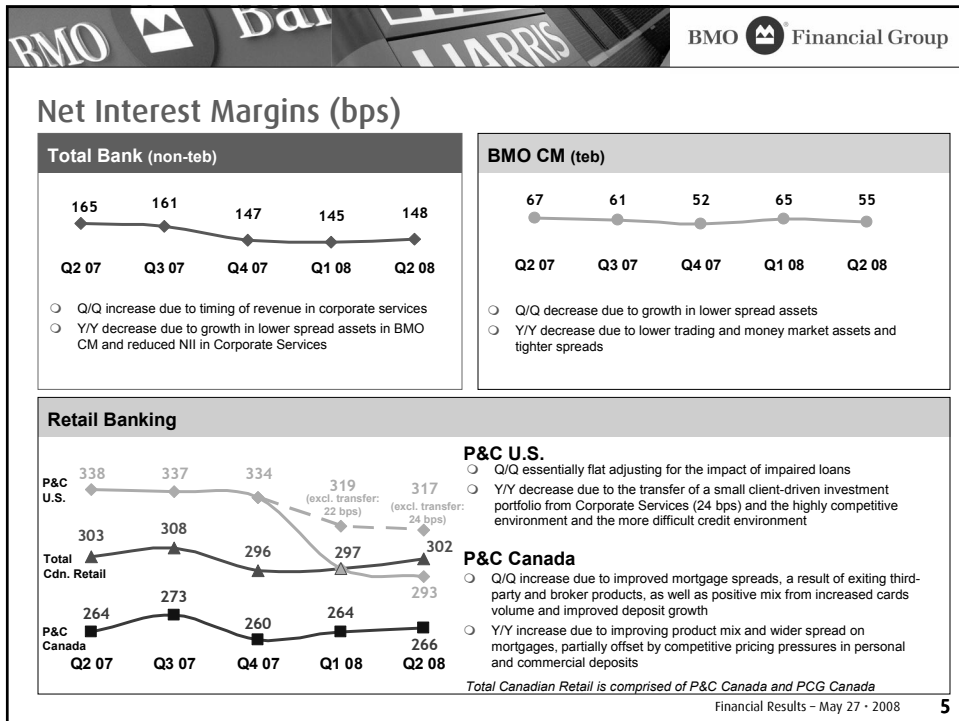 BMO
Ba
HARRIS
BMO Financial Group
Net Interest Margins (bps)
Total Bank (non-teb)
165 161 147 145 148
Q2 07 Q3 07 Q4 07 Q1 08 Q2 08
Q/Q increase due to timing of revenue in corporate services
Y/Y decrease due to growth in lower spread assets in BMO
CM and reduced NII in Corporate Services
BMO CM (teb)
67 61 52 65 55
Q2 07 Q3 07 Q4 07 Q1 08 Q2 08
Q/Q decrease due to growth in lower spread assets
Y/Y decrease due to lower trading and money market assets and
tighter spreads
Retail Banking
P&C
U.S.
338 337 334 319 317
(excl. transfer:
22 bps)
(excl. transfer:
24 bps)
293
Total
Cdn. Retail
303 308 296 297 302
P&C
Canada
264 273 260 264 266
Q2 07 Q3 07 Q4 07 Q1 08 Q2 08
P&C U.S.
Q/Q essentially flat adjusting for the impact of impaired loans
Y/Y decrease due to the transfer of a small client-driven investment
portfolio from Corporate Services (24 bps) and the highly competitive
environment and the more difficult credit environment
P&C Canada
Q/Q increase due to improved mortgage spreads, a result of exiting third-
party and broker products, as well as positive mix from increased cards
volume and improved deposit growth
Y/Y increase due to improving product mix and wider spread on
mortgages, partially offset by competitive pricing pressures in personal
and commercial deposits
Total Canadian Retail is comprised of P&C Canada and PCG Canada
Financial Results – May 27 • 2008 5